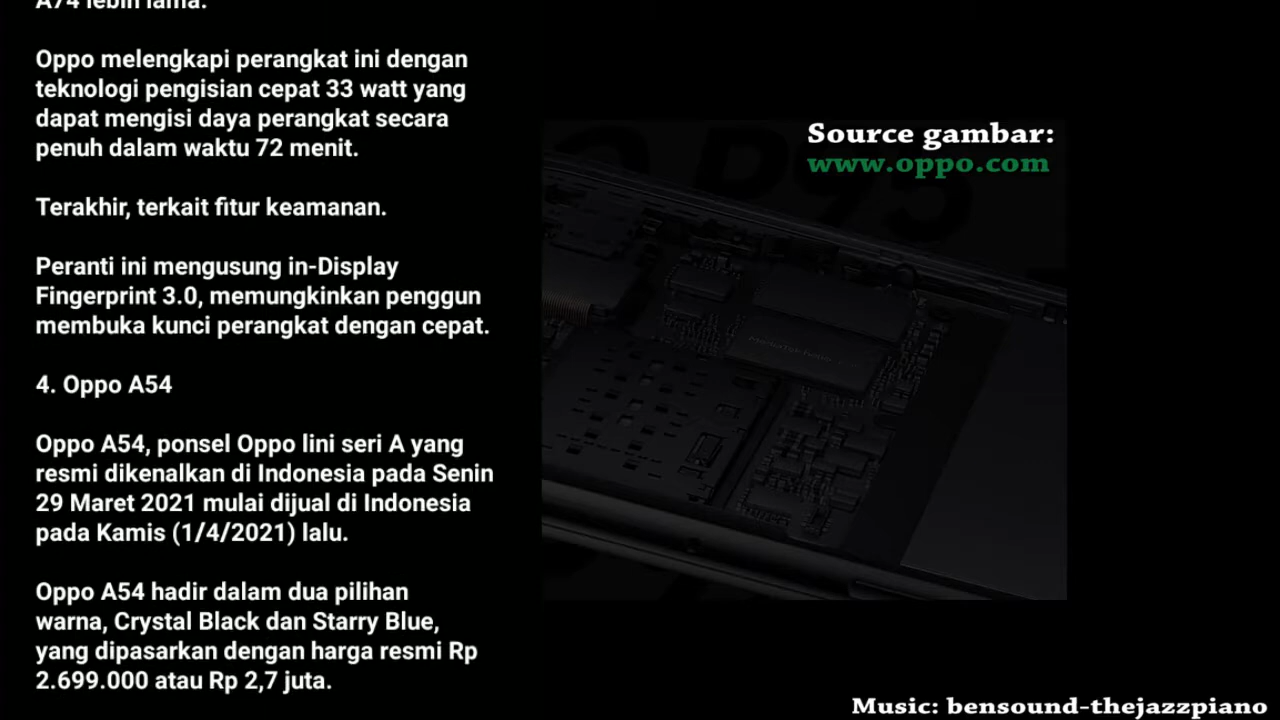 A74 lebih lama.
Oppo melengkapi perangkat ini dengan
teknologi pengisian cepat 33 watt yang
dapat mengisi daya perangkat secara
penuh dalam waktu 72 menit.
Terakhir, terkait fitur keamanan.
Peranti ini mengusung in-Display
Fingerprint 3.0, memungkinkan penggun
membuka kunci perangkat dengan cepat.
4. Oppo A54
Oppo A54, ponsel Oppo lini seri A yang
resmi dikenalkan di Indonesia pada Senin
29 Maret 2021 mulai dijual di Indonesia
pada Kamis (1/4/2021) lalu.
Oppo A54 hadir dalam dua pilihan
warna, Crystal Black dan Starry Blue,
yang dipasarkan dengan harga resmi Rp
2.699.000 atau Rp 2,7 juta.
Source gambar:
www.oppo.com
Music: bensound-thejazzpiano